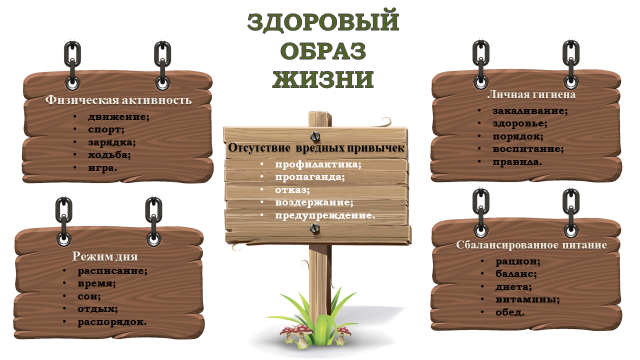 ЗДОРОВЫЙ
ОБРАЗ
ЖИЗНИ
Физическая активность
• движение;
• спорт;
• зарядка;
• ходьба;
• игра.
Личная гигиена
• закаливание;
• здоровье;
• порядок;
• воспитание;
• правила.
Отсутствие вредных привычек
• профилактика;
• пропаганда;
• отказ;
• воздержание;
• предупреждение.
Режим дня
• расписание;
• время;
• сон;
• отдых;
• распорядок.
Сбалансированное питание
• рацион;
• баланс;
• диета;
• витамины;
• обед.